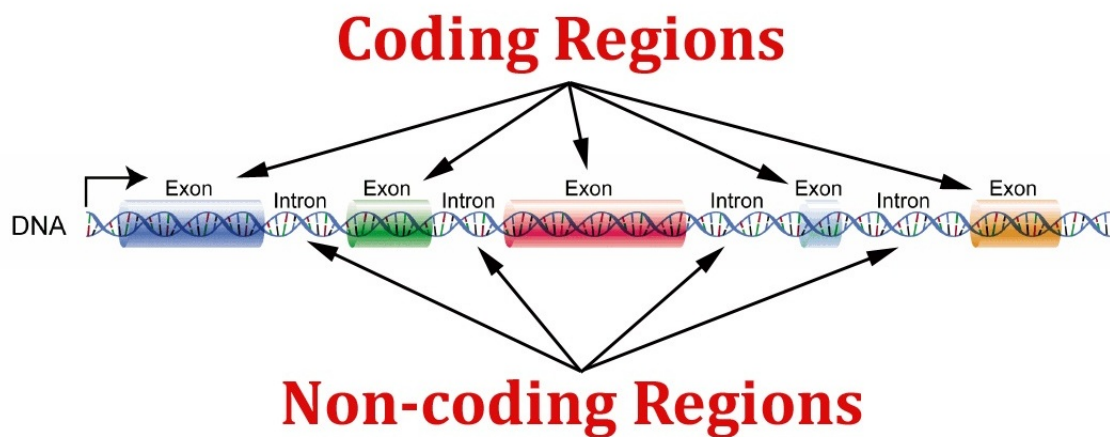 Coding Regions
Exon Intron Exon Intron Exon Intron Exon Intron Exon
DNA
Non-coding Regions